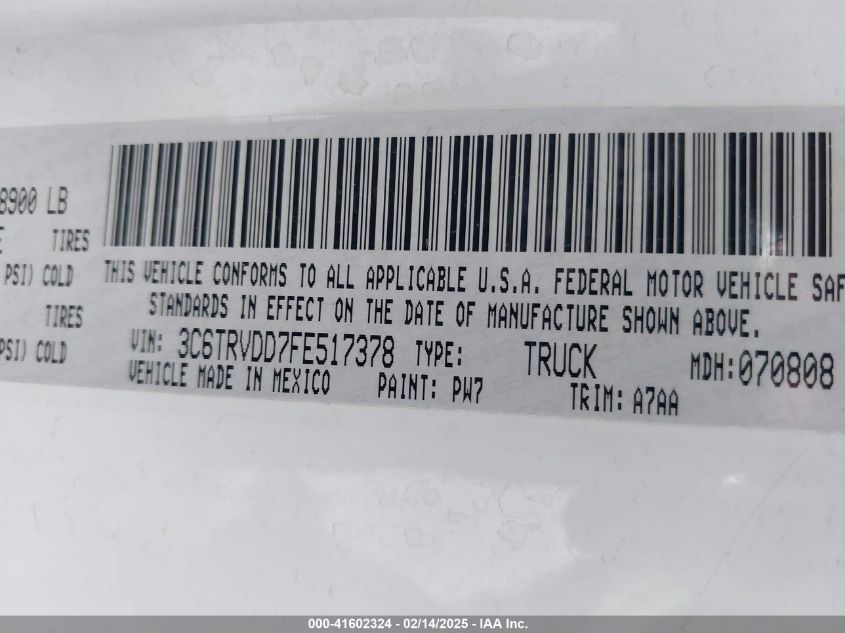 8900 LB
TIRES
PSI) COLD
TIRES
PSI) COLD
THIS VEHICLE CONFORMS TO ALL APPLICABLE U.S.A. FEDERAL MOTOR VEHICLE SAF
STANDARDS IN EFFECT ON THE DATE OF MANUFACTURE SHOWN ABOVE.
VIN: 3C6TRVDD7FE517378 TYPE: TRUCK MDH:070808
VEHICLE MADE IN MEXICO PAINT: PW7 TRIM: A7AA
000-41602324 - 02/14/2025 - IAA Inc.